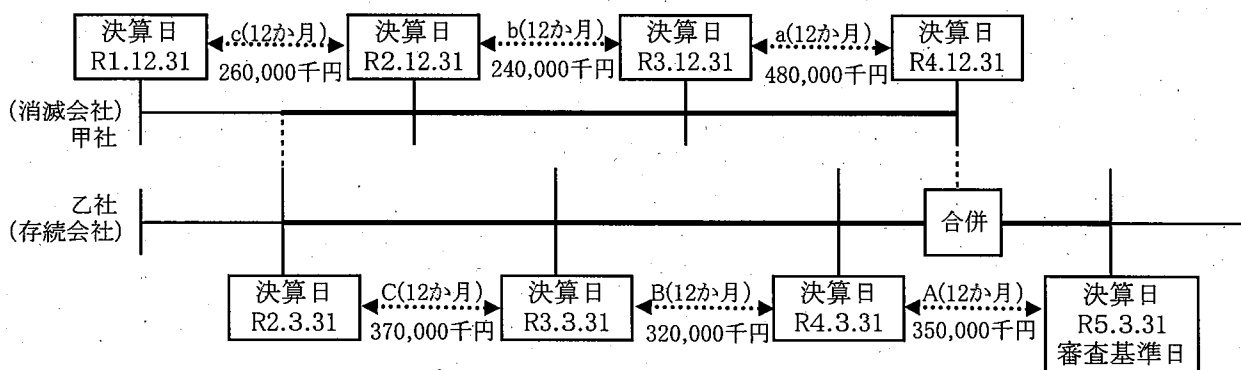 決算日
R1.12.31
c(12か月)
260,000千円
決算日
R2.12.31
b(12か月)
240,000千円
決算日
R3.12.31
a(12か月)
480,000千円
決算日
R4.12.31
(消滅会社)
甲社
乙社
(存続会社)
合併
決算日
R2.3.31
C(12か月)
370,000千円
決算日
R3.3.31
B(12か月)
320,000千円
決算日
R4.3.31
A(12か月)
350,000千円
決算日
R5.3.31
審査基準日